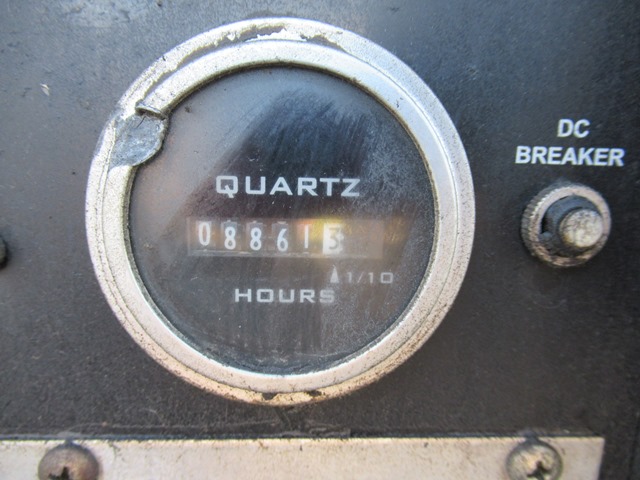 DC
BREAKER
QUARTZ
088613
1/10
HOURS